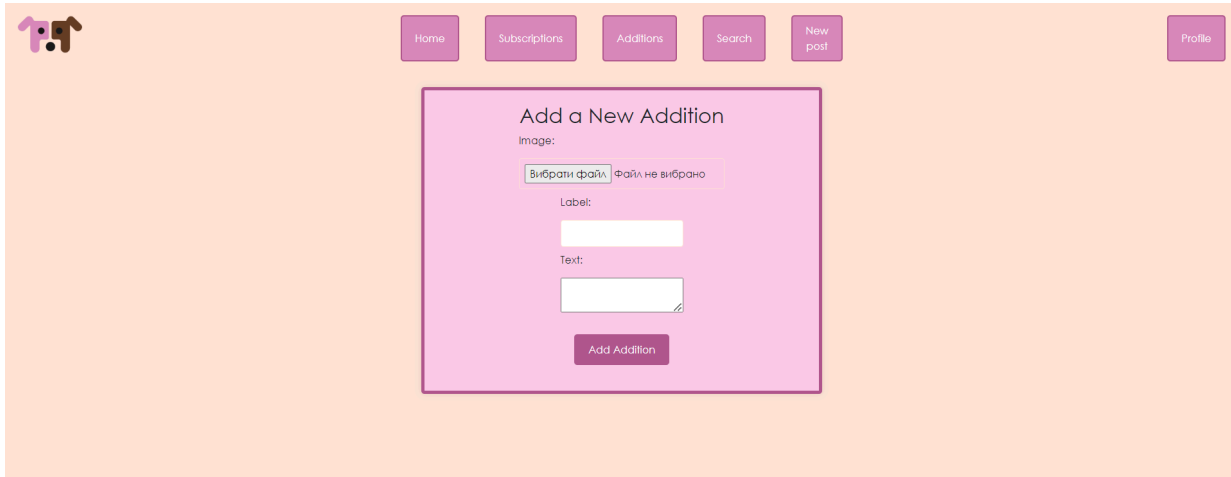 Home
Subscriptions
Additions
Search
New
post
Profile
Add a New Addition
Image:
Вибрати файл Файл не вибрано
Label:
Text:
Add Addition